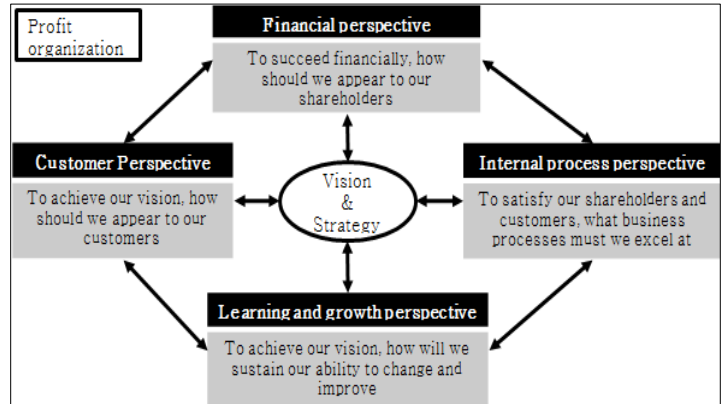 Profit
organization
Financial perspective
To succeed financially, how
should we appear to our
shareholders
Customer Perspective
To achieve our vision, how
should we appear to our
customers
Vision
&
Strategy
Internal process perspective
To satisfy our shareholders and
customers, what business
processes must we excel at
Learning and growth perspective
To achieve our vision, how will we
sustain our ability to change and
improve